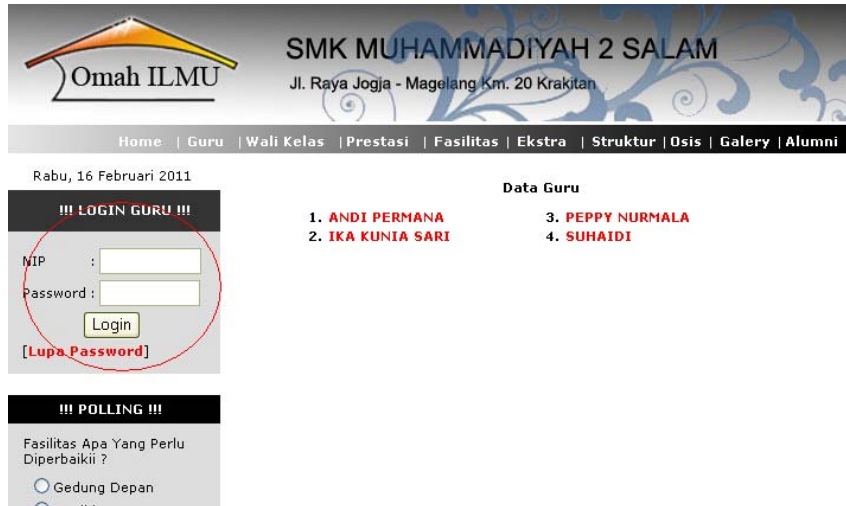 Omah ILMU
SMK MUHAMMADIYAH 2 SALAM
Jl. Raya Jogja - Magelang Km. 20 Krakitan
Home | Guru | Wali Kelas | Prestasi | Fasilitas | Ekstra | Struktur | Osis | Galery | Alumni
Rabu, 16 Februari 2011
!!! LOGIN GURU !!!
NIP :
Password :
Login
[Lupa Password]
!!! POLLING !!!
Fasilitas Apa Yang Perlu
Diperbaikii ?
Gedung Depan
Data Guru
1. ANDI PERMANA
2. IKA KUNIA SARI
3. PEPPY NURMALA
4. SUHAIDI